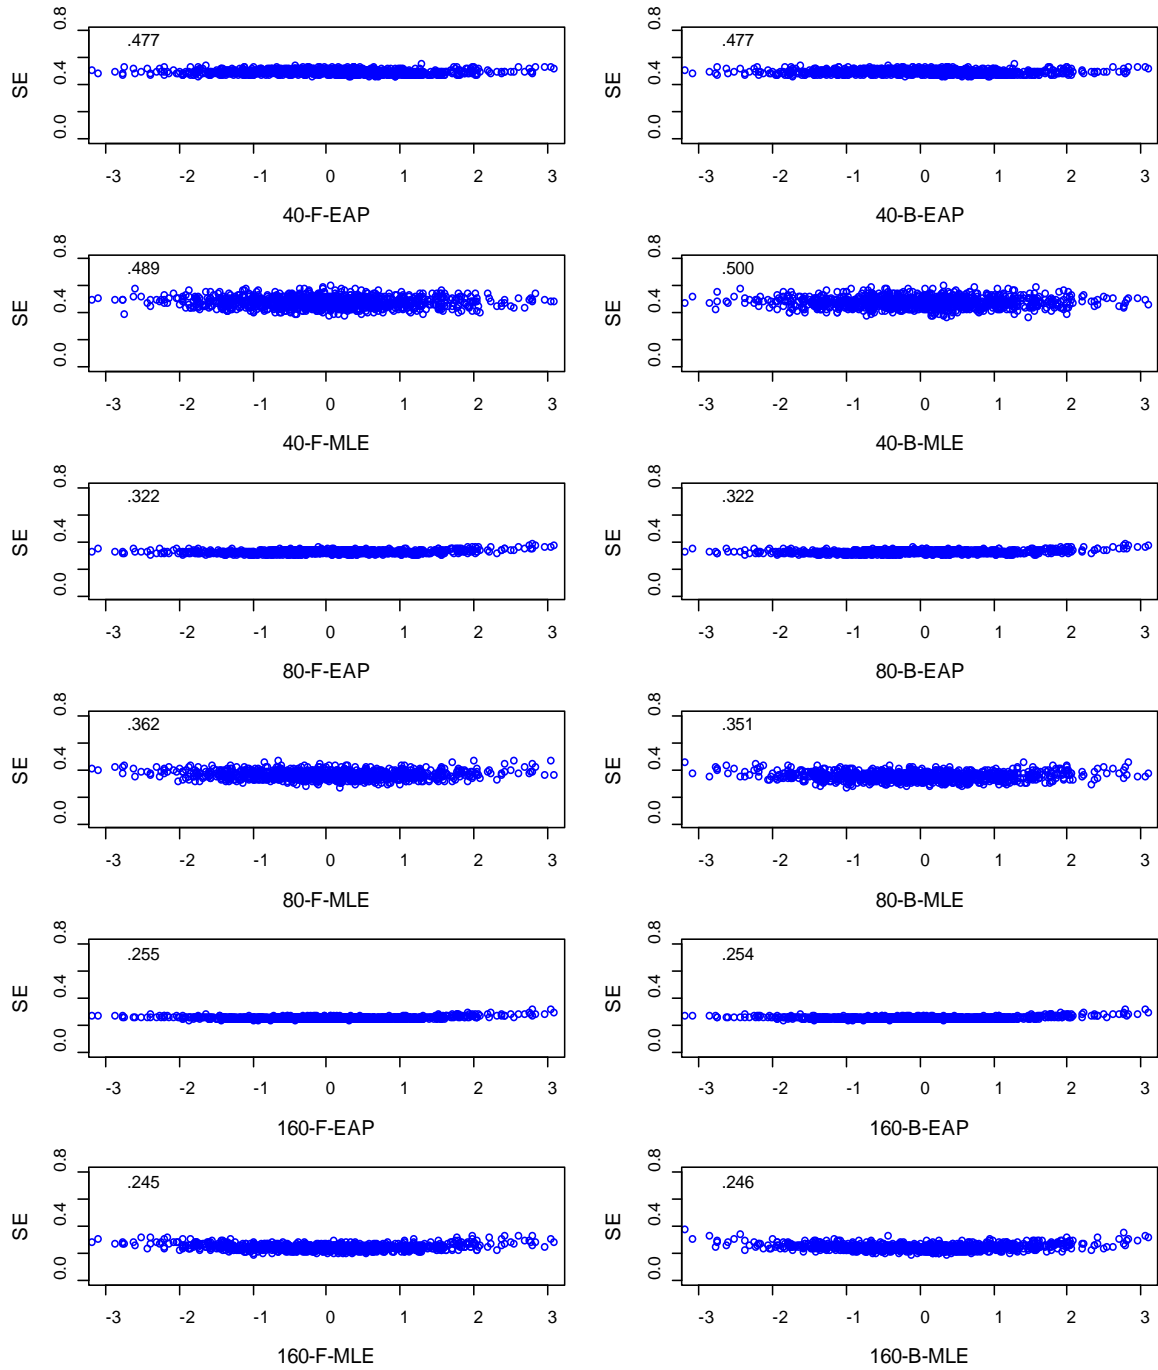 0.8
.477
0.4
SE
0.0
-3 -2 -1 0 1 2 3
40-F-EAP
0.8
.477
0.4
SE
0.0
-3 -2 -1 0 1 2 3
40-B-EAP
0.8
.489
0.4
SE
0.0
-3 -2 -1 0 1 2 3
40-F-MLE
0.8
.500
0.4
SE
0.0
-3 -2 -1 0 1 2 3
40-B-MLE
0.8
.322
0.4
SE
0.0
-3 -2 -1 0 1 2 3
80-F-EAP
0.8
.322
0.4
SE
0.0
-3 -2 -1 0 1 2 3
80-B-EAP
0.8
.362
0.4
SE
0.0
-3 -2 -1 0 1 2 3
80-F-MLE
0.8
.351
0.4
SE
0.0
-3 -2 -1 0 1 2 3
80-B-MLE
0.8
.255
0.4
SE
0.0
-3 -2 -1 0 1 2 3
160-F-EAP
0.8
.254
0.4
SE
0.0
-3 -2 -1 0 1 2 3
160-B-EAP
0.8
.245
0.4
SE
0.0
-3 -2 -1 0 1 2 3
160-F-MLE
0.8
.246
0.4
SE
0.0
-3 -2 -1 0 1 2 3
160-B-MLE